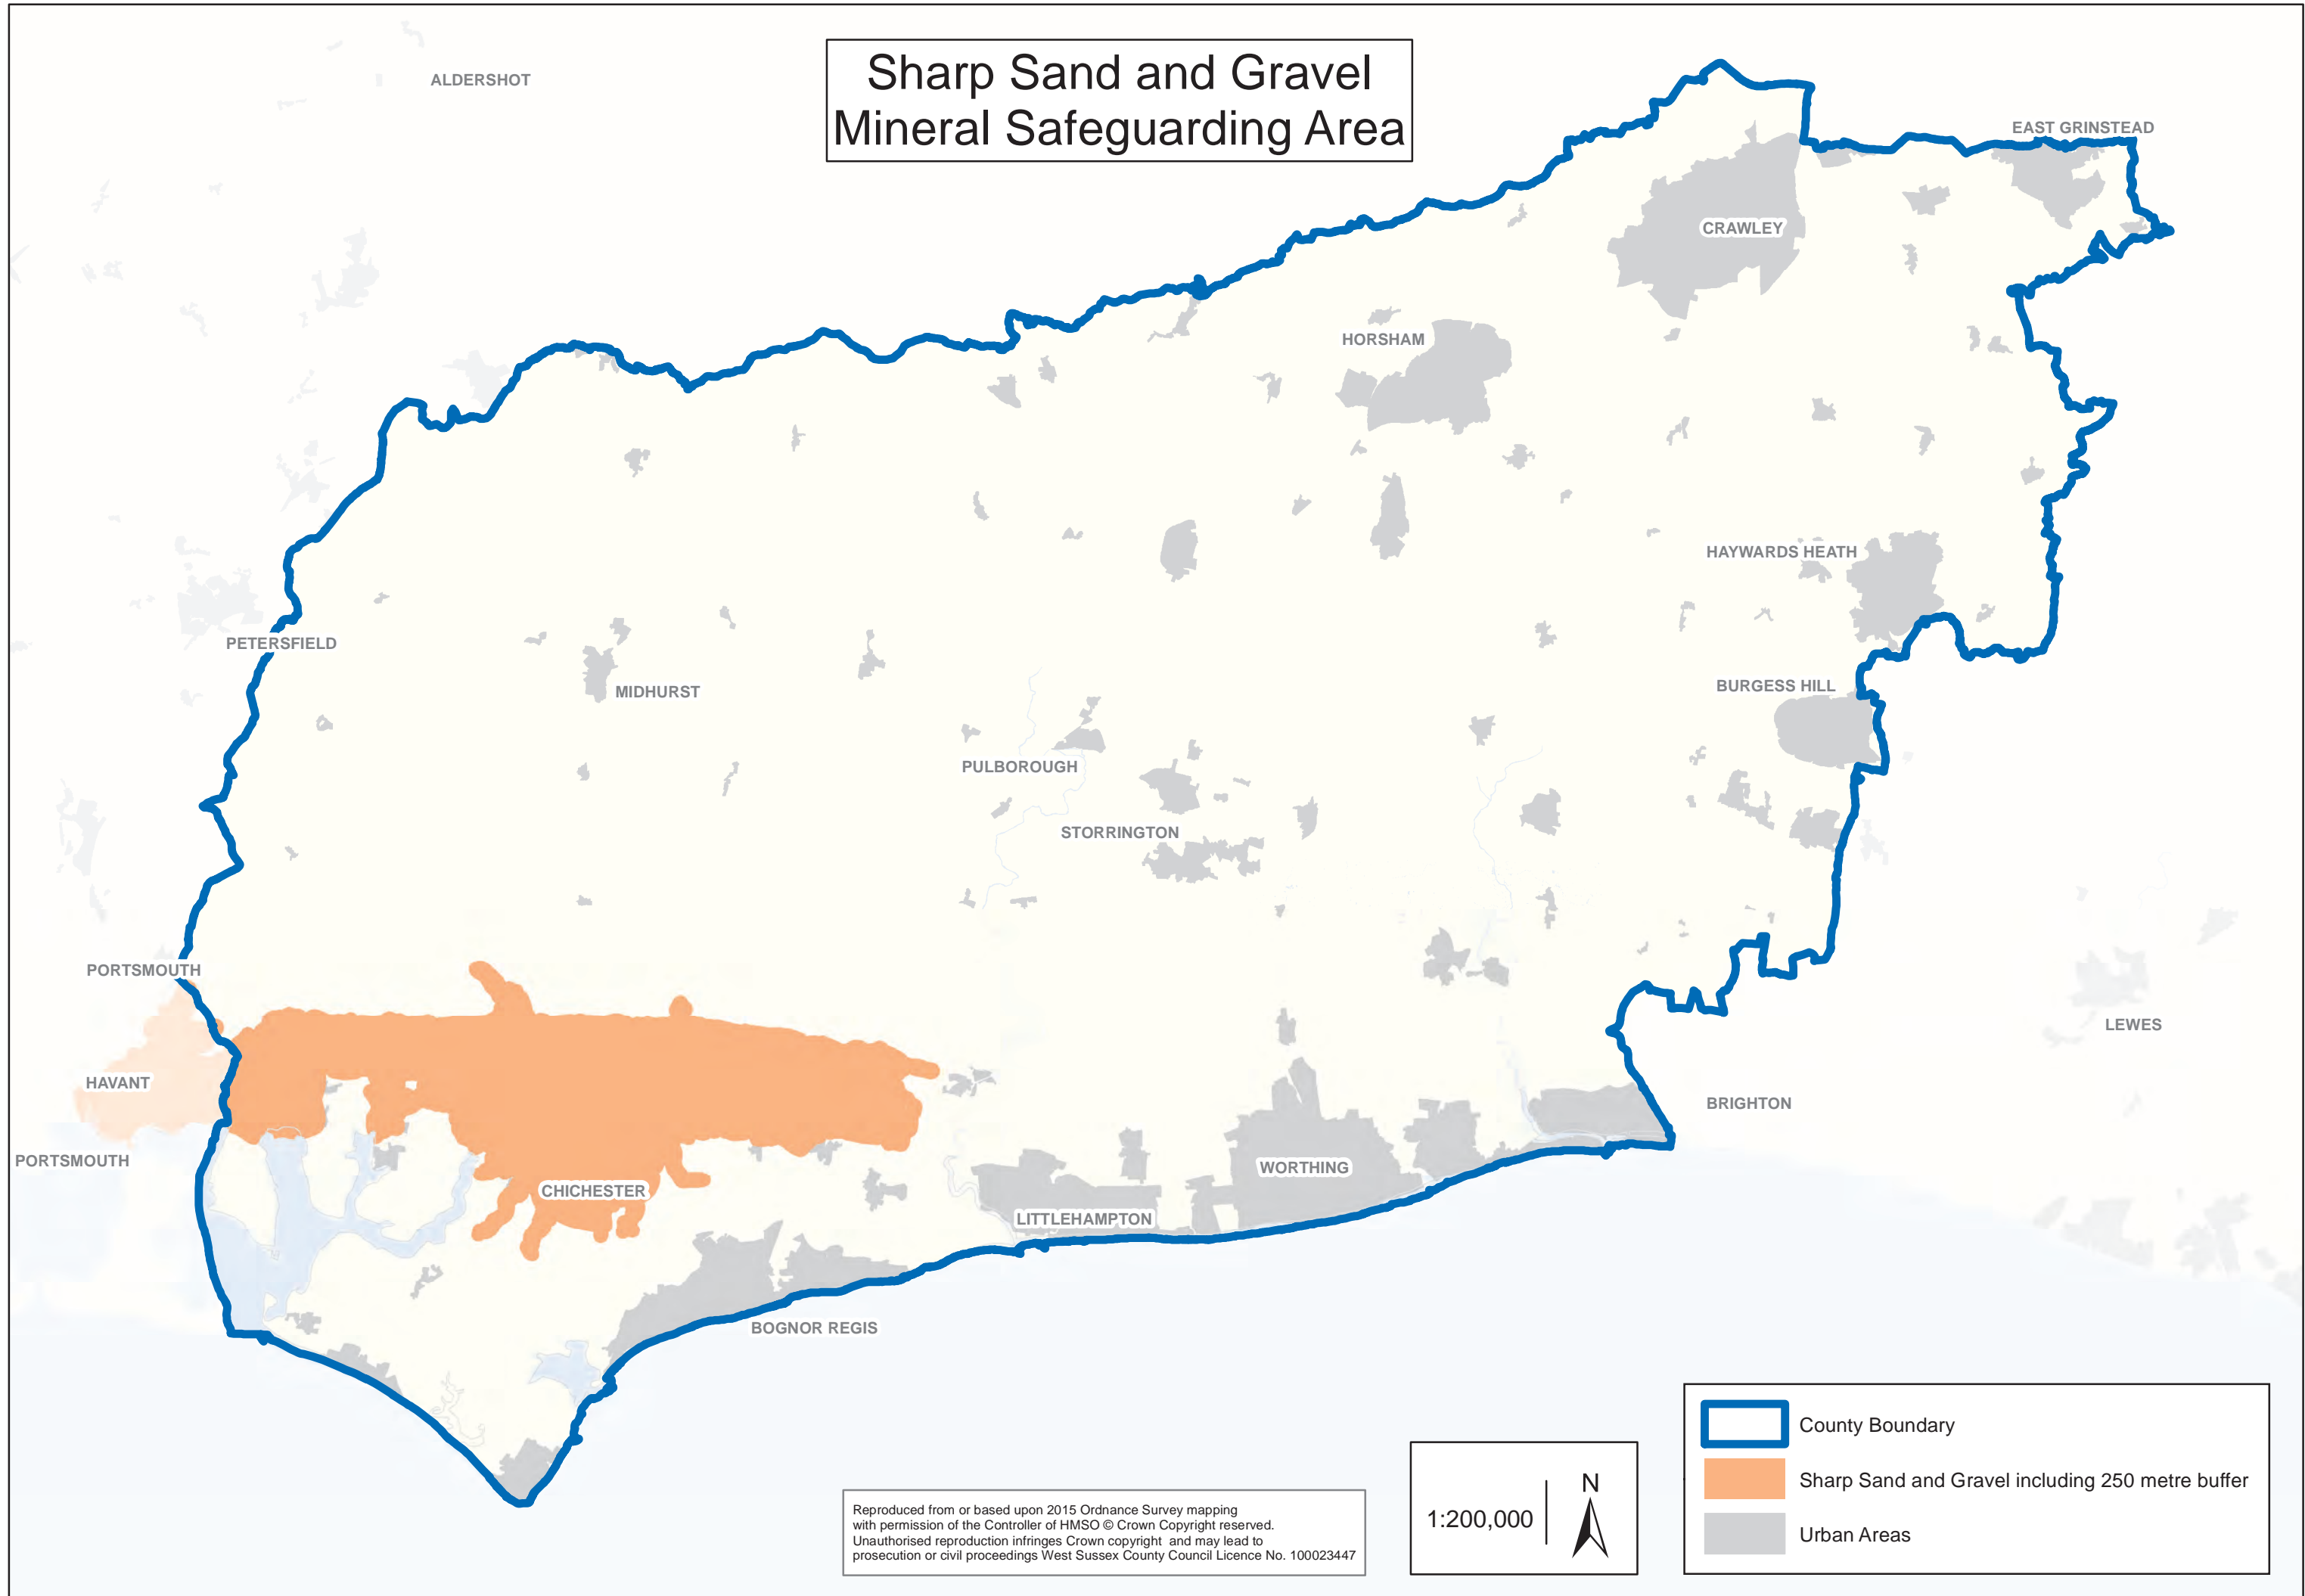 Sharp Sand and Gravel
Mineral Safeguarding Area
ALDERSHOT
EAST GRINSTEAD
CRAWLEY
HORSHAM
HAYWARDS HEATH
PETERSFIELD
MIDHURST
BURGESS HILL
PULBOROUGH
STORRINGTON
PORTSMOUTH
LEWES
HAVANT
BRIGHTON
PORTSMOUTH
WORTHING
CHICHESTER
LITTLEHAMPTON
BOGNOR REGIS
County Boundary
Sharp Sand and Gravel including 250 metre buffer
Urban Areas
1:200,000
N
Reproduced from or based upon 2015 Ordnance Survey mapping
with permission of the Controller of HMSO © Crown Copyright reserved.
Unauthorised reproduction infringes Crown copyright and may lead to
prosecution or civil proceedings West Sussex County Council Licence No. 100023447